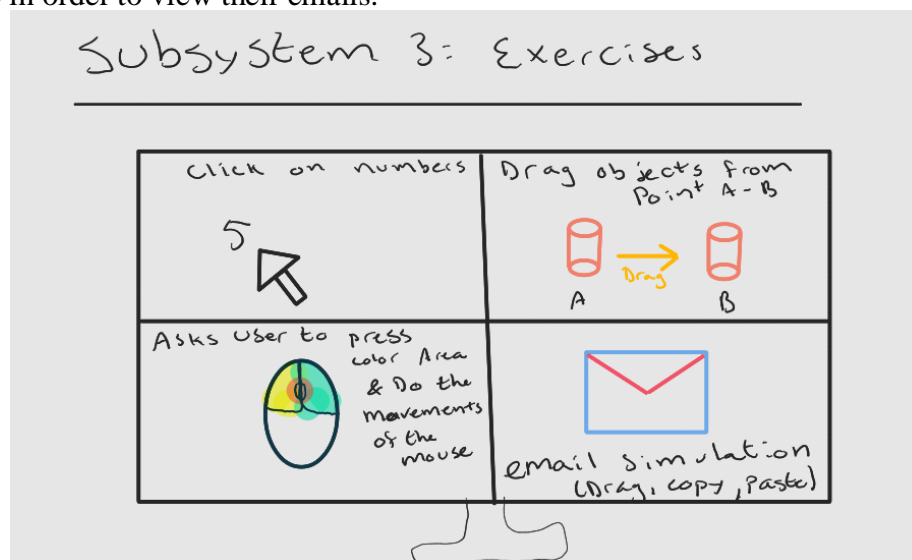 in order to view their emails.
Subsystem 3: Exercises
Click on numbers
5
Drag objects from
Point A-B
Drag
A
B
Asks User to press
color Area
& Do the
movements
of the
mouse
email simulation
(Drag, copy, Paste)